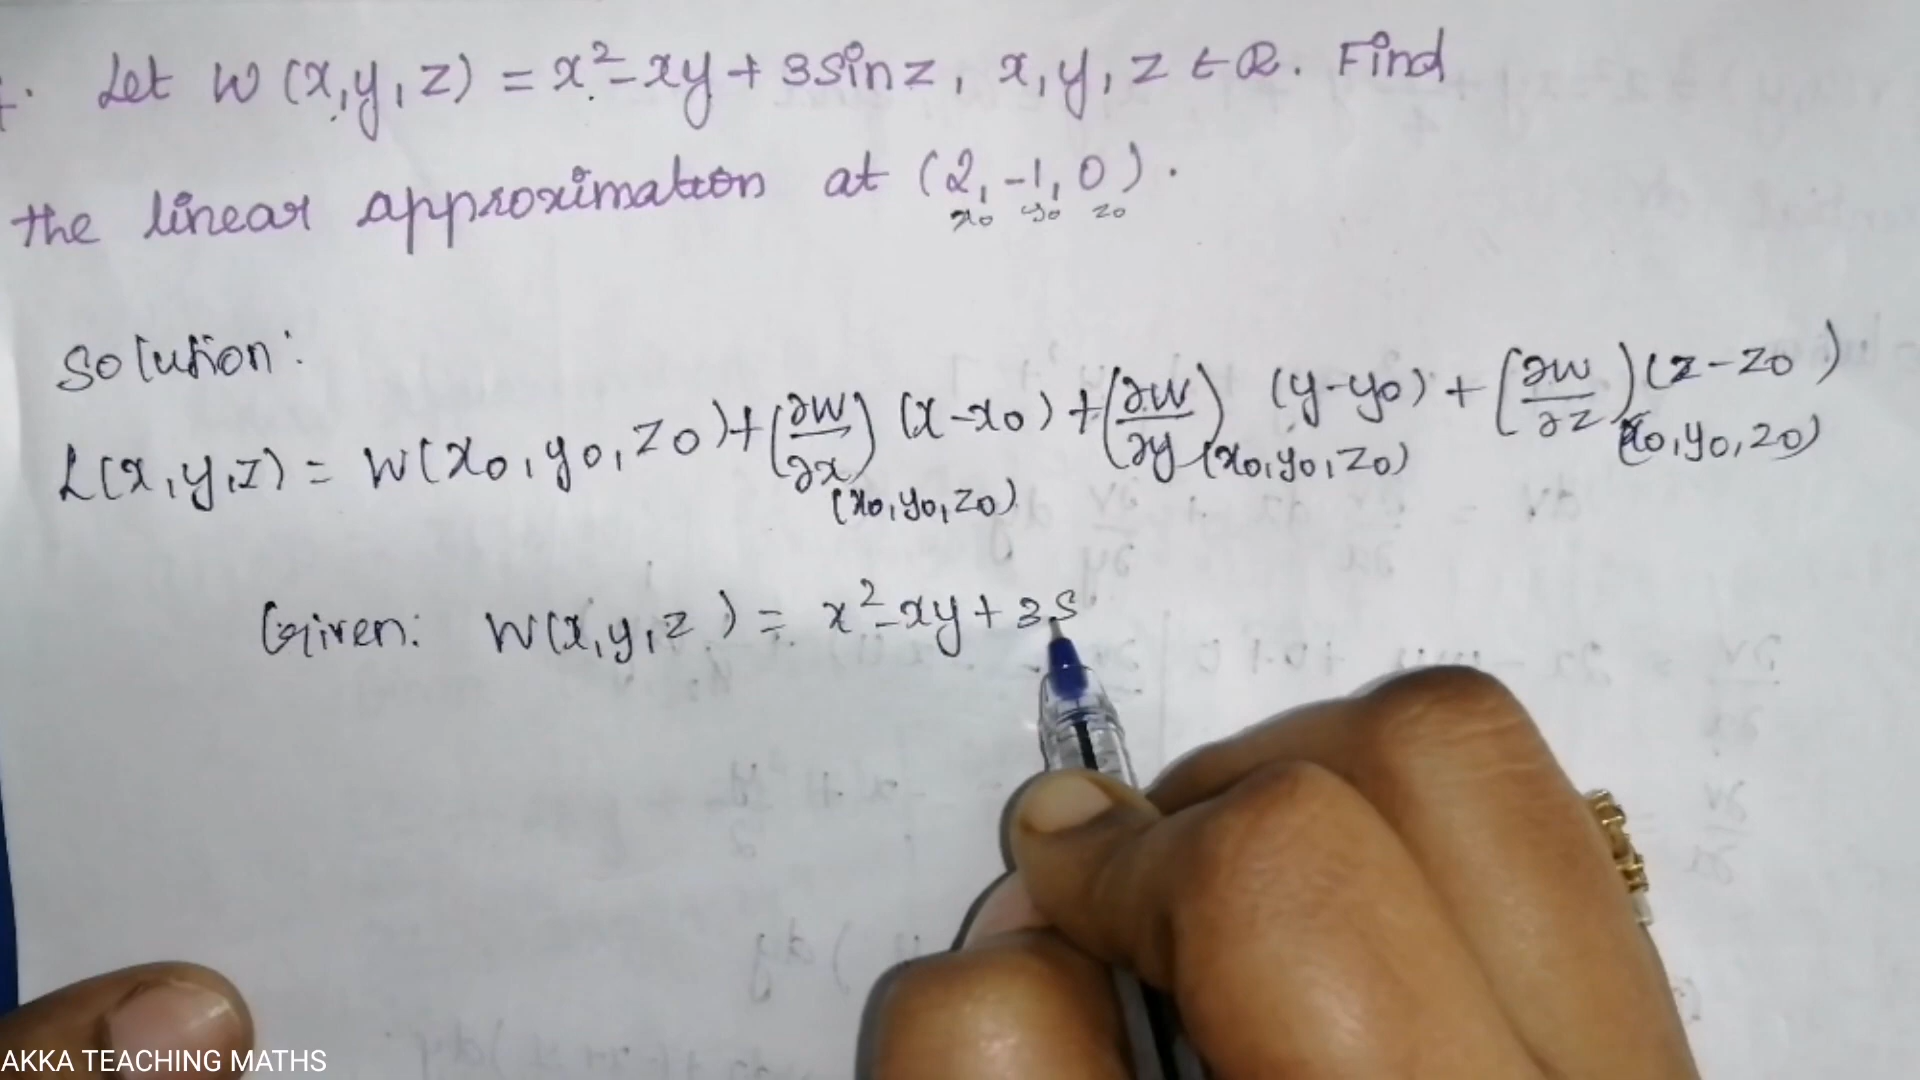 Let W(x,y,z) = x²-xy+3sinz, x,y,z ∈ R. Find
the linear approximation at (2,-1,0).
x₀ y₀ z₀
Solution:
L(x,y,z) = W(x₀,y₀,z₀)+(∂W/∂x)(x₀,y₀,z₀) (x-x₀)+(∂W/∂y)(x₀,y₀,z₀) (y-y₀)+(∂W/∂z)(x₀,y₀,z₀) (z-z₀)
Given: W(x,y,z) = x²-xy+3s
AKKA TEACHING MATHS